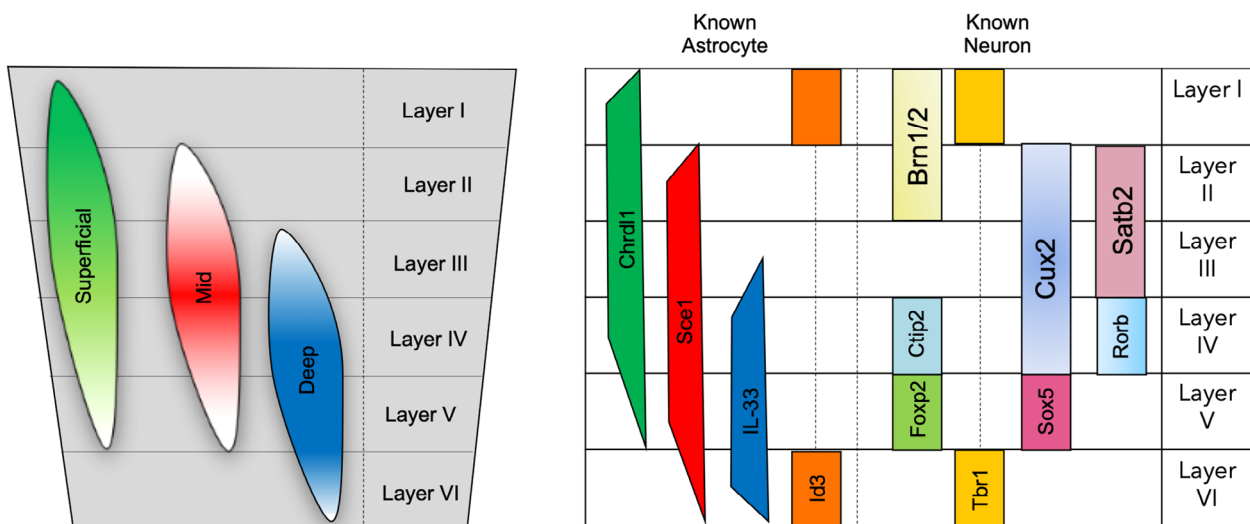 Superficial
Mid
Deep
Layer I
Layer II
Layer III
Layer IV
Layer V
Layer VI
Known
Astrocyte
Known
Neuron
Chrdl1
Sce1
IL-33
Id3
Brn1/2
Ctip2
Foxp2
Tbr1
Cux2
Sox5
Satb2
Rorb
Layer I
Layer
II
Layer
III
Layer
IV
Layer
V
Layer
VI